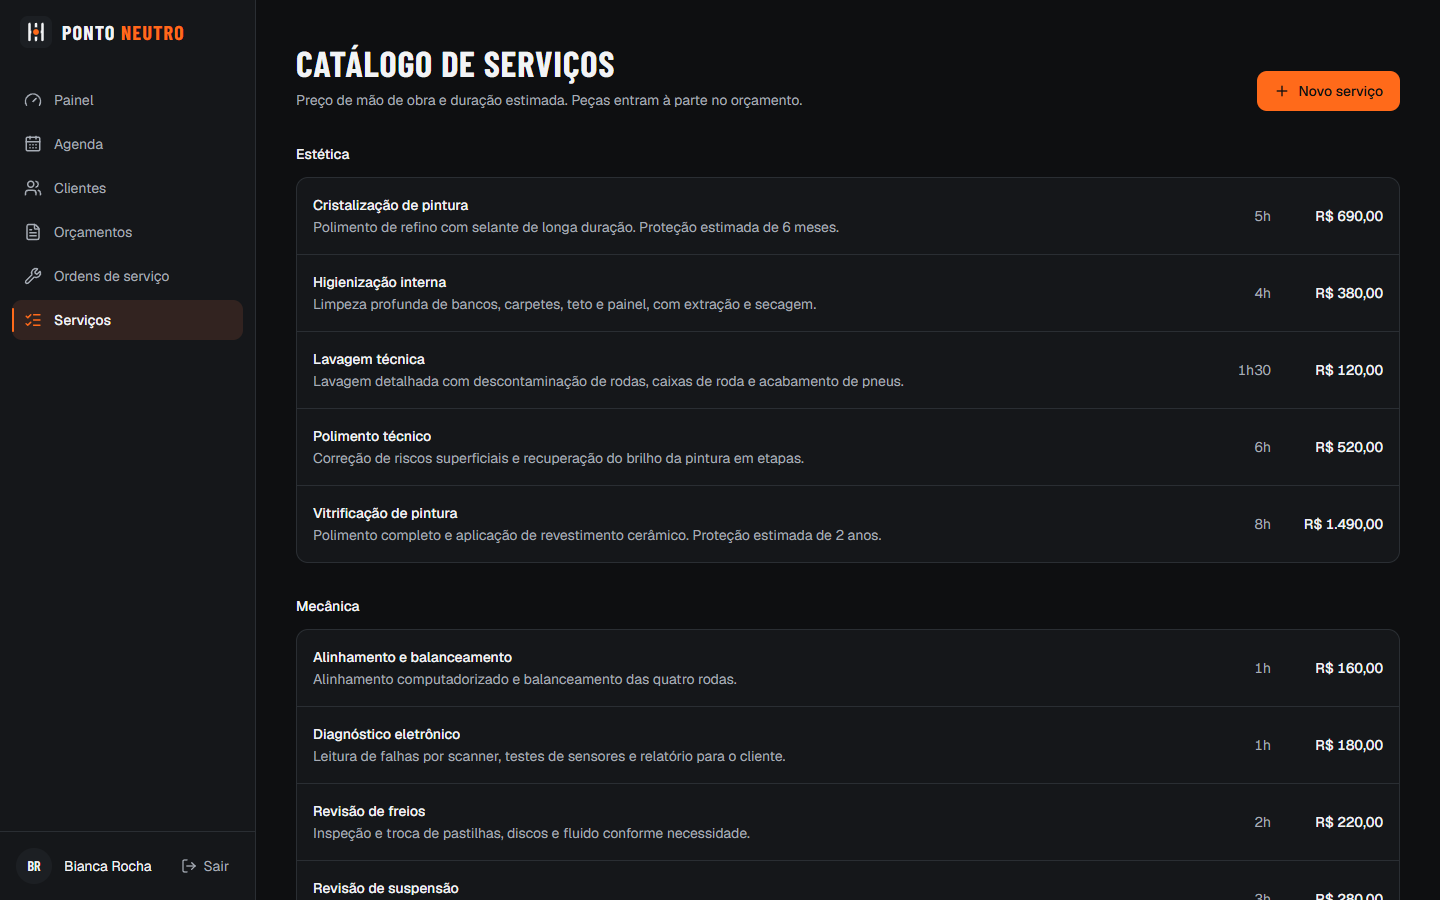 PONTO NEUTRO
Painel
Agenda
Clientes
Orçamentos
Ordens de serviço
Serviços
BR
Bianca Rocha
Sair
CATÁLOGO DE SERVIÇOS
Preço de mão de obra e duração estimada. Peças entram à parte no orçamento.
Novo serviço
Estética
Cristalização de pintura
Polimento de refino com selante de longa duração. Proteção estimada de 6 meses.
5h
R$ 690,00
Higienização interna
Limpeza profunda de bancos, carpetes, teto e painel, com extração e secagem.
4h
R$ 380,00
Lavagem técnica
Lavagem detalhada com descontaminação de rodas, caixas de roda e acabamento de pneus.
1h30
R$ 120,00
Polimento técnico
Correção de riscos superficiais e recuperação do brilho da pintura em etapas.
6h
R$ 520,00
Vitrificação de pintura
Polimento completo e aplicação de revestimento cerâmico. Proteção estimada de 2 anos.
8h
R$ 1.490,00
Mecânica
Alinhamento e balanceamento
Alinhamento computadorizado e balanceamento das quatro rodas.
1h
R$ 160,00
Diagnóstico eletrônico
Leitura de falhas por scanner, testes de sensores e relatório para o cliente.
1h
R$ 180,00
Revisão de freios
Inspeção e troca de pastilhas, discos e fluido conforme necessidade.
2h
R$ 220,00
Revisão de suspensão
3h
R$ 280,00